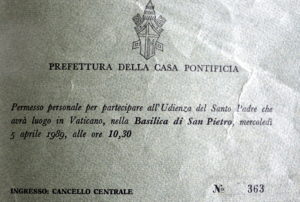 PREFETTURA DELLA CASA PONTIFICIA
Permesso personale per partecipare all'Udienza del Santo Padre che
avrà luogo in Vaticano, nella Basilica di San Pietro, mercoledì
5 aprile 1989, alle ore 10,30
INGRESSO: CANCELLO CENTRALE
№ 363